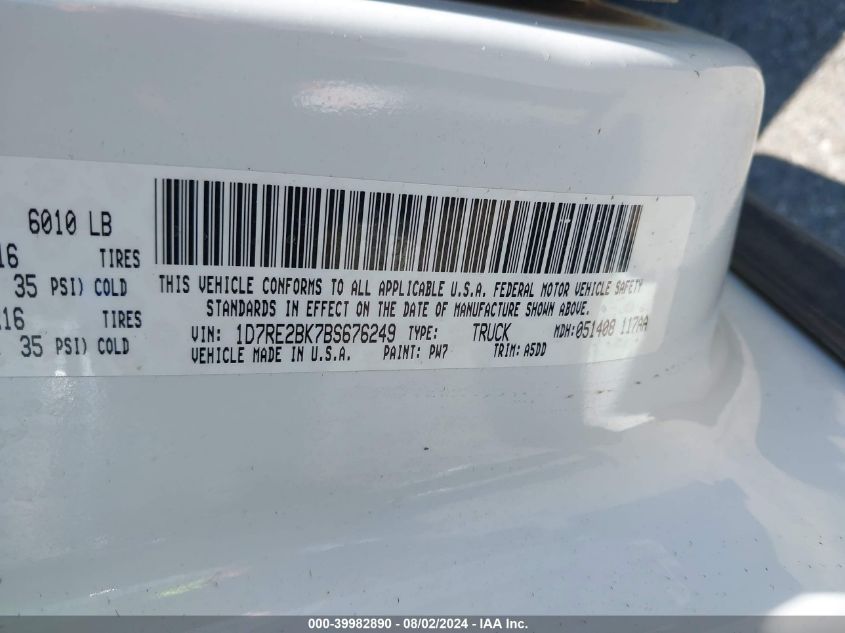 6010 LB
16 TIRES
35 PSI) COLD
16 TIRES
35 PSI) COLD
THIS VEHICLE CONFORMS TO ALL APPLICABLE U.S.A. FEDERAL MOTOR VEHICLE SAFETY
STANDARDS IN EFFECT ON THE DATE OF MANUFACTURE SHOWN ABOVE.
VIN: 1D7RE2BK7BS676249 TYPE: TRUCK MDH:051408 117AA
VEHICLE MADE IN U.S.A. PAINT: PW7 TRIM: A5DD
000-39982890 - 08/02/2024 - IAA Inc.